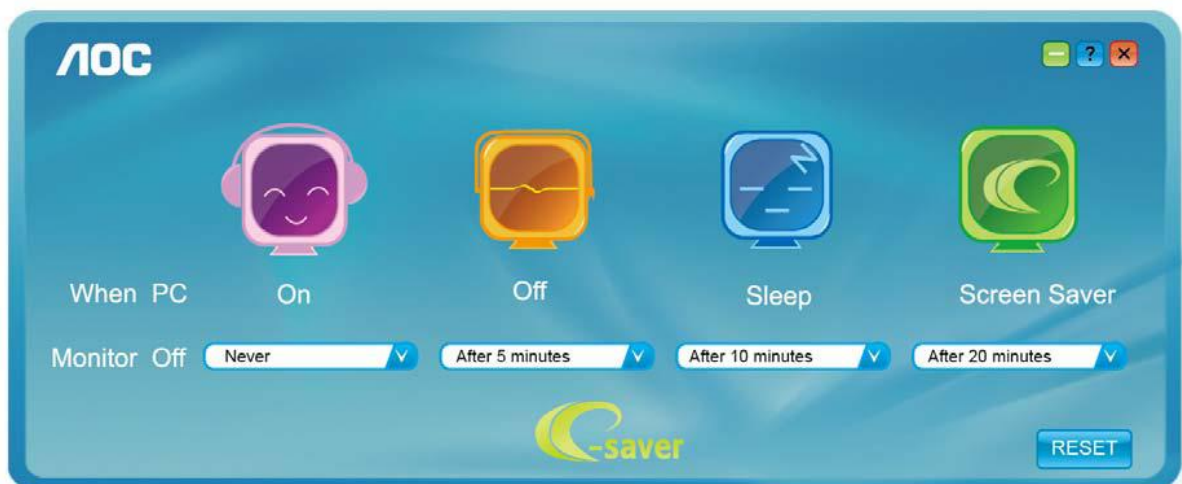 AOC
?
When PC On Off Sleep Screen Saver
Monitor Off Never After 5 minutes After 10 minutes After 20 minutes
e-saver
RESET